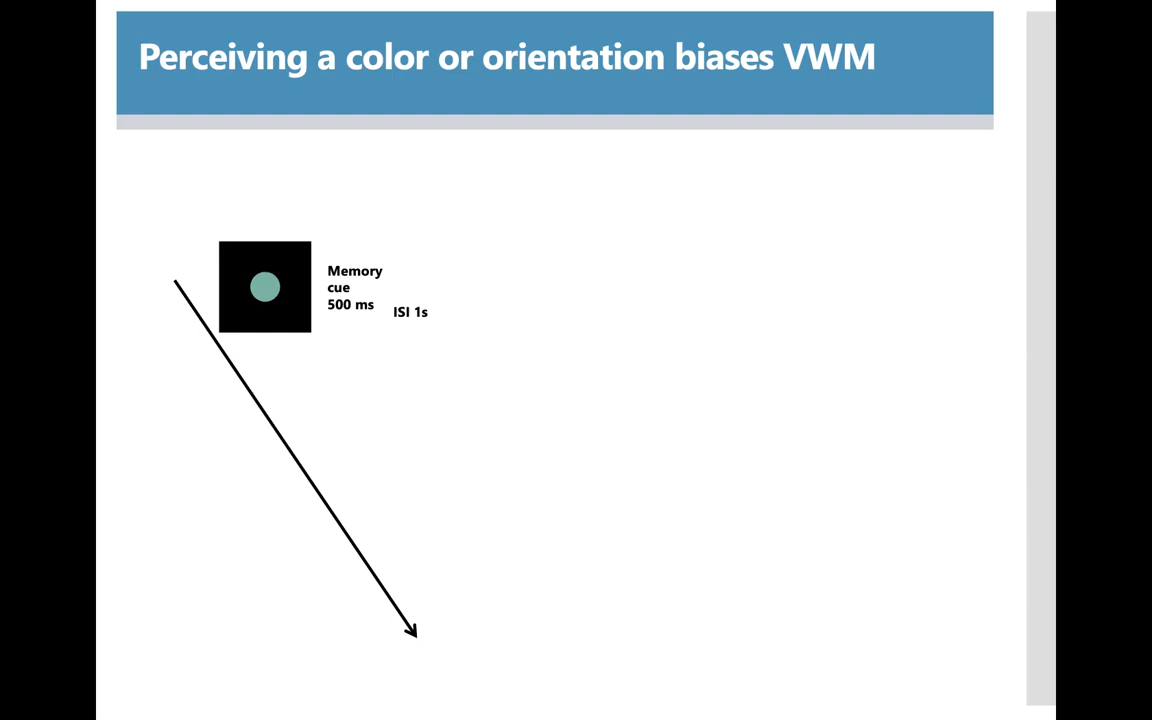 Perceiving a color or orientation biases VWM
Memory
cue
500 ms
ISI 1s